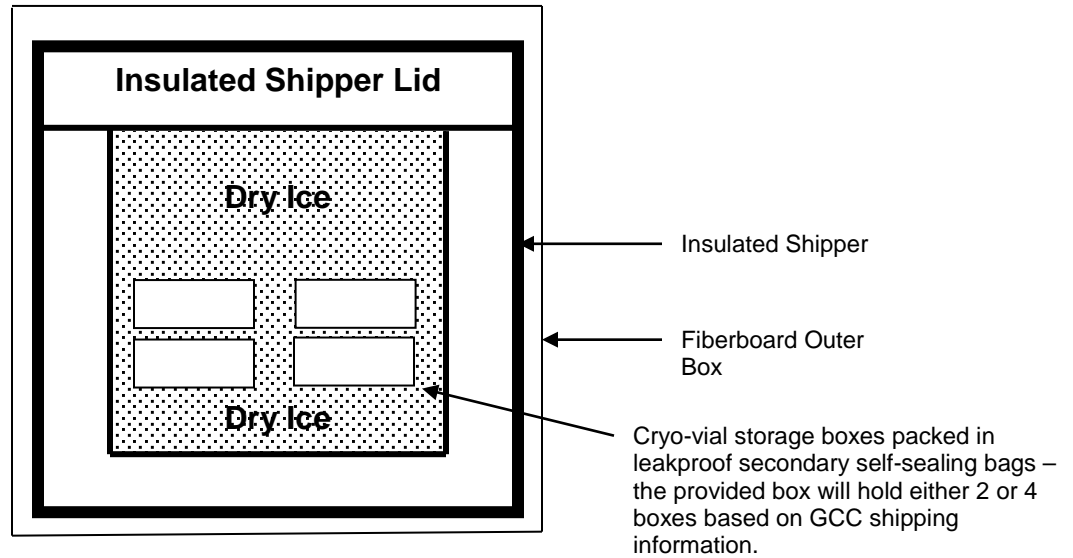 Insulated Shipper Lid
Dry Ice
Dry Ice
Insulated Shipper
Fiberboard Outer
Box
Cryo-vial storage boxes packed in
leakproof secondary self-sealing bags –
the provided box will hold either 2 or 4
boxes based on GCC shipping
information.